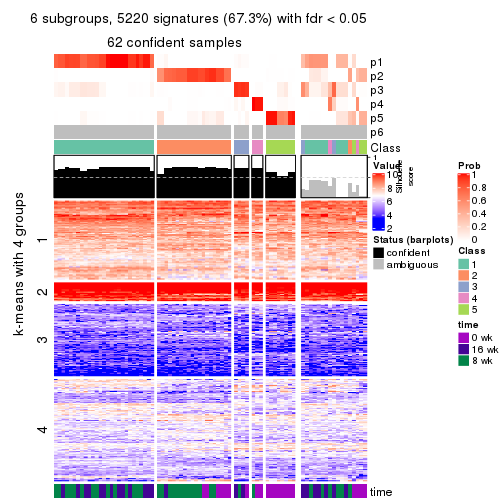 6 subgroups, 5220 signatures (67.3%) with fdr < 0.05
62 confident samples
p1
p2
p3
p4
p5
p6
Class
1
Silhouette
score
k-means with 4 groups
1
2
3
4
time
Value
10
8
6
4
2
Status (barplots)
confident
ambiguous
Prob
1
0.8
0.6
0.4
0.2
0
Class
1
2
3
4
5
time
0 wk
16 wk
8 wk